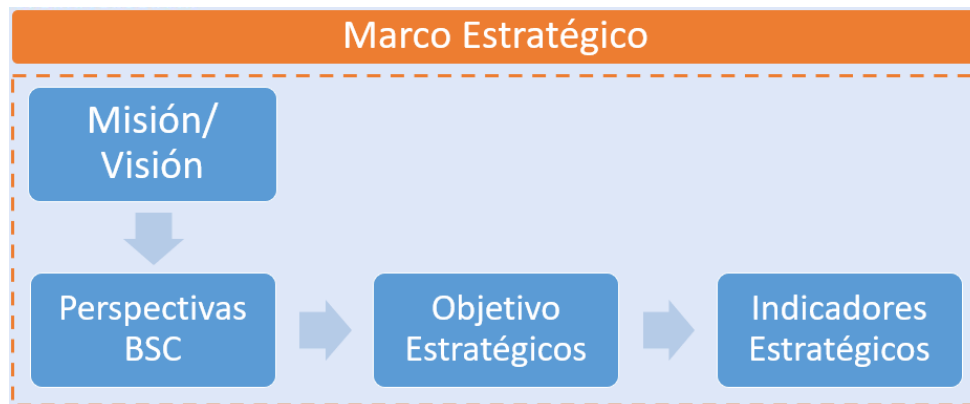 Marco Estratégico
Misión/
Visión
Perspectivas
BSC
Objetivo
Estratégicos
Indicadores
Estratégicos